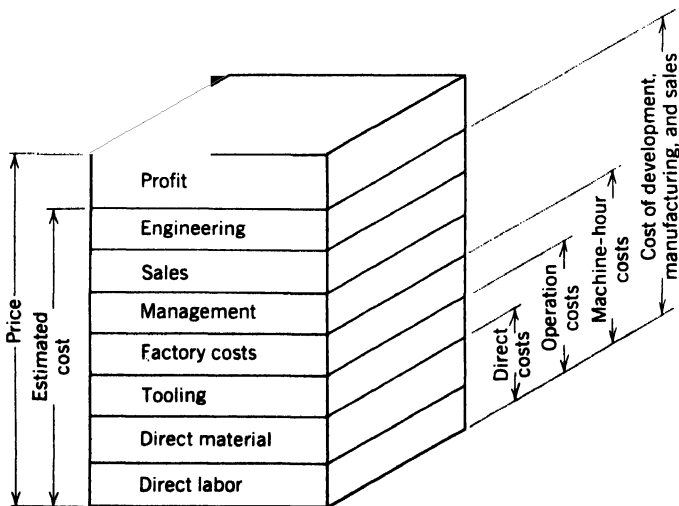 Profit
Engineering
Sales
Management
Factory costs
Tooling
Direct material
Direct labor
Price
Estimated
cost
Direct
costs
Operation
costs
Machine-hour
costs
Cost of development,
manufacturing, and sales